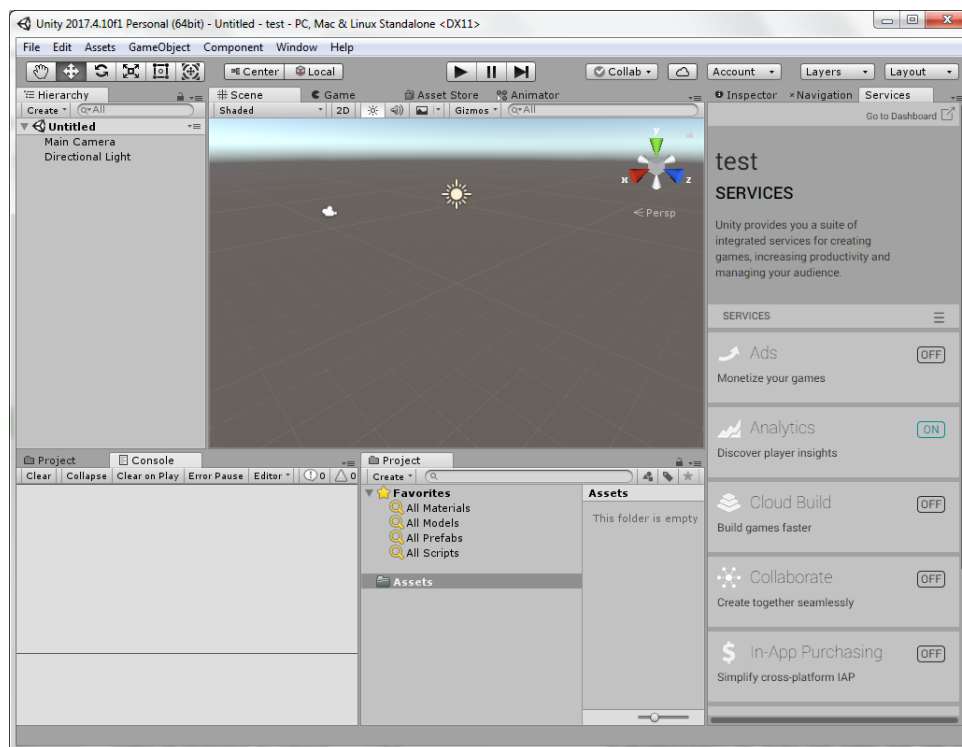 Unity 2017.4.10f1 Personal (64bit) - Untitled - test - PC, Mac & Linux Standalone <DX11>
File Edit Assets GameObject Component Window Help
Center Local Collab Account Layers Layout
Hierarchy
Create All
Untitled
Main Camera
Directional Light
Scene Game Asset Store Animator
Shaded 2D Gizmos All
y
x z
Persp
Inspector Navigation Services
Go to Dashboard
test
SERVICES
Unity provides you a suite of
integrated services for creating
games, increasing productivity and
managing your audience.
SERVICES
Ads OFF
Monetize your games
Analytics ON
Discover player insights
Cloud Build OFF
Build games faster
Collaborate OFF
Create together seamlessly
In-App Purchasing OFF
Simplify cross-platform IAP
Project Console
Clear Collapse Clear on Play Error Pause Editor 0 0
Project
Create
Favorites
All Materials
All Models
All Prefabs
All Scripts
Assets
Assets
This folder is empty